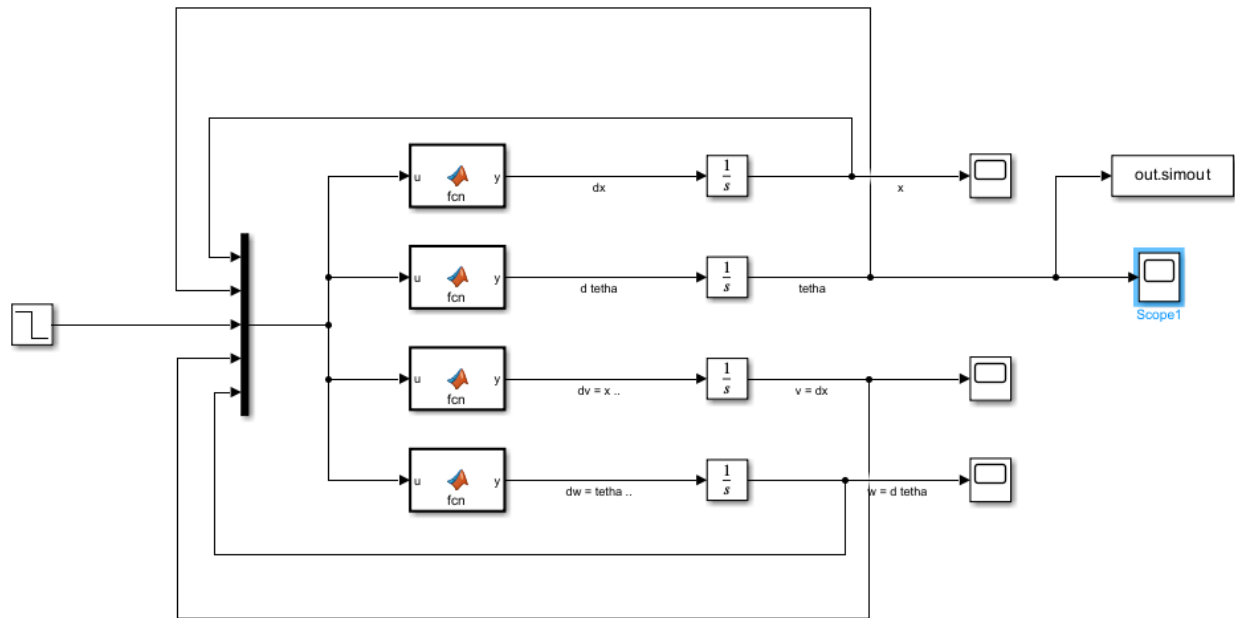 u
y
fcn
dx
1
s
x
out.simout
u
y
fcn
d tetha
1
s
tetha
Scope1
u
y
fcn
dv = x ..
1
s
v = dx
u
y
fcn
dw = tetha ..
1
s
w = d tetha